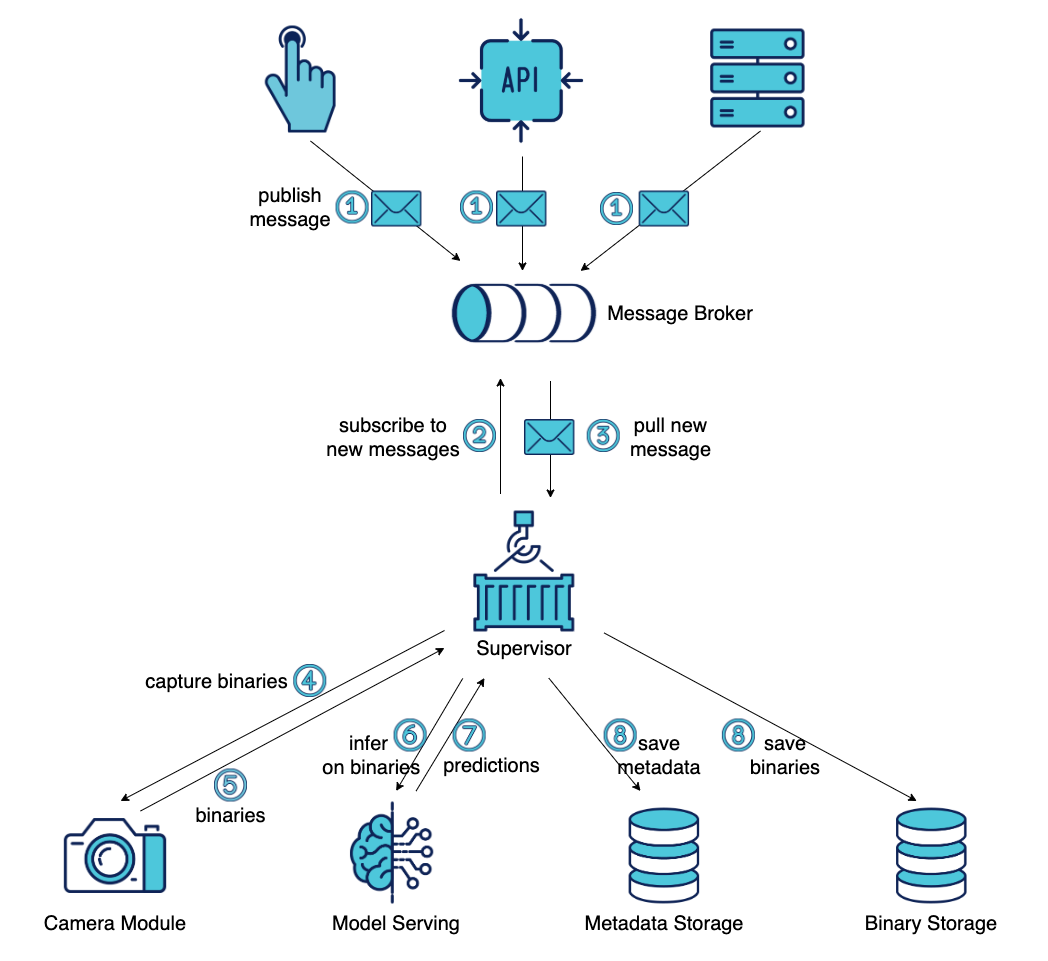 API
publish
message
1
1
1
Message Broker
subscribe to
new messages
2
3
pull new
message
Supervisor
capture binaries
4
5
binaries
6
infer
on binaries
7
predictions
8
save
metadata
8
save
binaries
Camera Module
Model Serving
Metadata Storage
Binary Storage